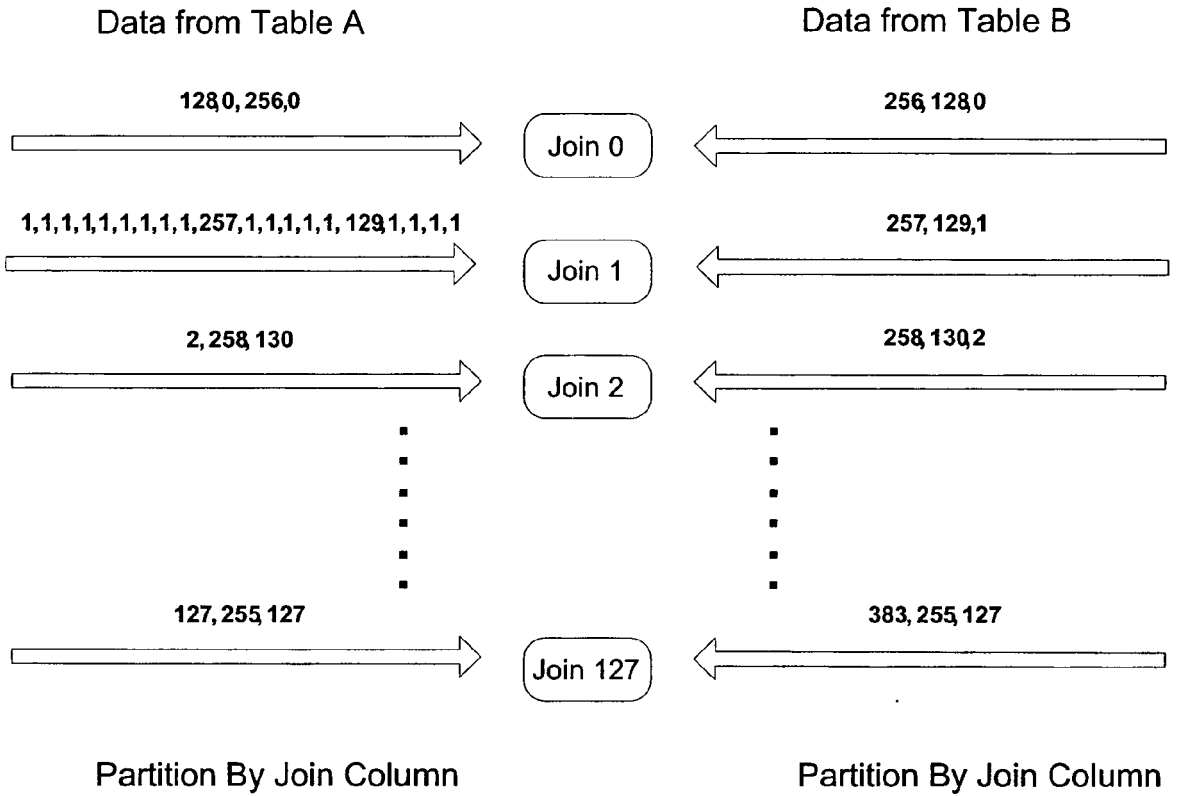 Data from Table A
Data from Table B
128,0, 256,0
256, 128,0
Join 0
1, 1, 1, 1, 1, 1, 1, 1, 1, 257, 1, 1, 1, 1, 1, 129, 1, 1, 1, 1
257, 129, 1
Join 1
2, 258, 130
258, 130, 2
Join 2
127, 255, 127
383, 255, 127
Join 127
Partition By Join Column
Partition By Join Column